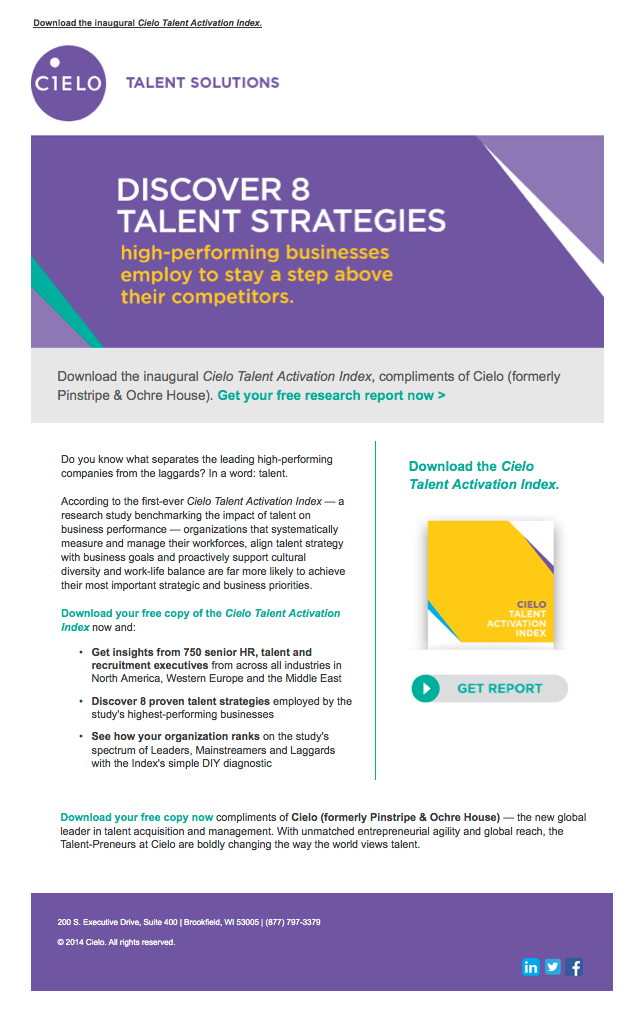 Download the inaugural Cielo Talent Activation Index.
CIELO
TALENT SOLUTIONS
DISCOVER 8
TALENT STRATEGIES
high-performing businesses
employ to stay a step above
their competitors.
Download the inaugural Cielo Talent Activation Index, compliments of Cielo (formerly
Pinstripe & Ochre House). Get your free research report now >
Do you know what separates the leading high-performing
companies from the laggards? In a word: talent.
According to the first-ever Cielo Talent Activation Index — a
research study benchmarking the impact of talent on
business performance — organizations that systematically
measure and manage their workforces, align talent strategy
with business goals and proactively support cultural
diversity and work-life balance are far more likely to achieve
their most important strategic and business priorities.
Download your free copy of the Cielo Talent Activation
Index now and:
• Get insights from 750 senior HR, talent and
recruitment executives from across all industries in
North America, Western Europe and the Middle East
• Discover 8 proven talent strategies employed by the
study's highest-performing businesses
• See how your organization ranks on the study's
spectrum of Leaders, Mainstreamers and Laggards
with the Index's simple DIY diagnostic
Download the Cielo
Talent Activation Index.
CIELO
TALENT
ACTIVATION
INDEX
GET REPORT
Download your free copy now compliments of Cielo (formerly Pinstripe & Ochre House) — the new global
leader in talent acquisition and management. With unmatched entrepreneurial agility and global reach, the
Talent-Preneurs at Cielo are boldly changing the way the world views talent.
200 S. Executive Drive, Suite 400 | Brookfield, WI 53005 | (877) 797-3379
© 2014 Cielo. All rights reserved.
in
f